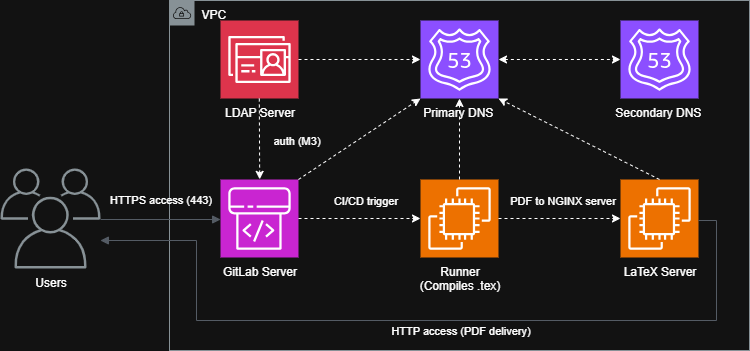 VPC
53
53
LDAP Server
Primary DNS
Secondary DNS
auth (M3)
HTTPS access (443)
CI/CD trigger
PDF to NGINX server
Users
GitLab Server
Runner
(Compiles .tex)
LaTeX Server
HTTP access (PDF delivery)